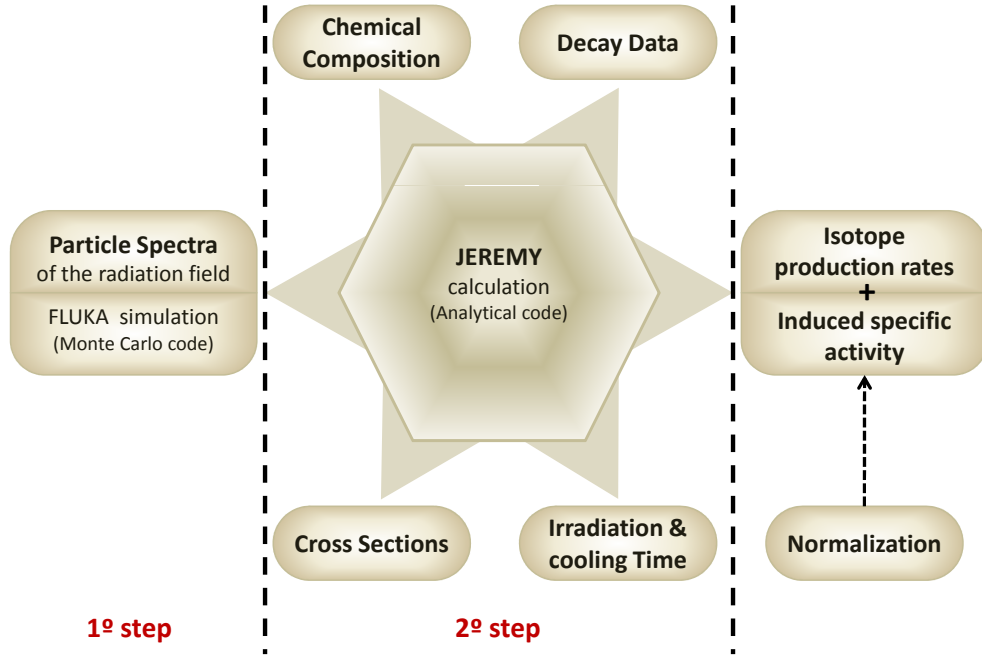 Chemical
Composition
Decay Data
Particle Spectra
of the radiation field
FLUKA simulation
(Monte Carlo code)
JEREMY
calculation
(Analytical code)
Isotope
production rates
+
Induced specific
activity
Cross Sections
Irradiation &
cooling Time
Normalization
1º step
2º step